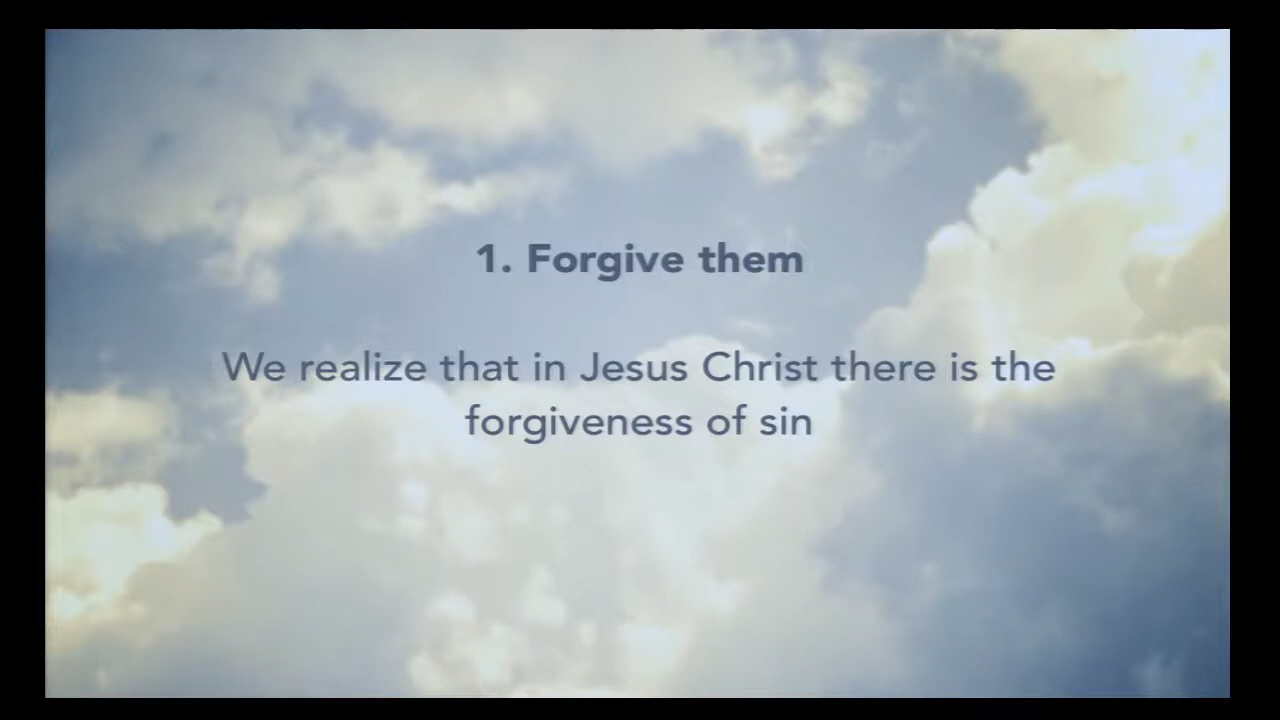 1. Forgive them
We realize that in Jesus Christ there is the
forgiveness of sin